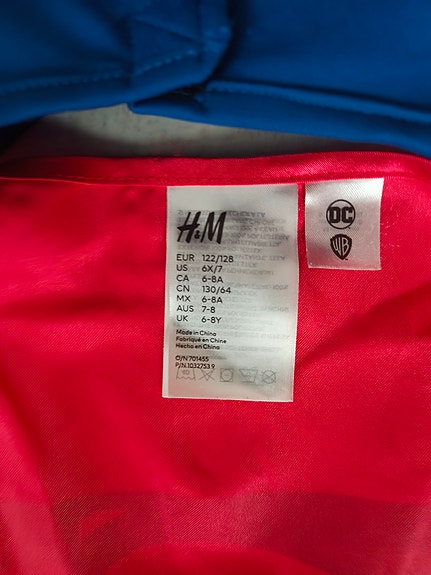 H&M
EUR 122/128
US 6X/7
CA 6-8A
CN 130/64
MX 6-8A
AUS 7-8
UK 6-8Y
Made in China
Fabriqué en Chine
Hecho en China
O/N:701455
P/N.1032753.9
DC
WB